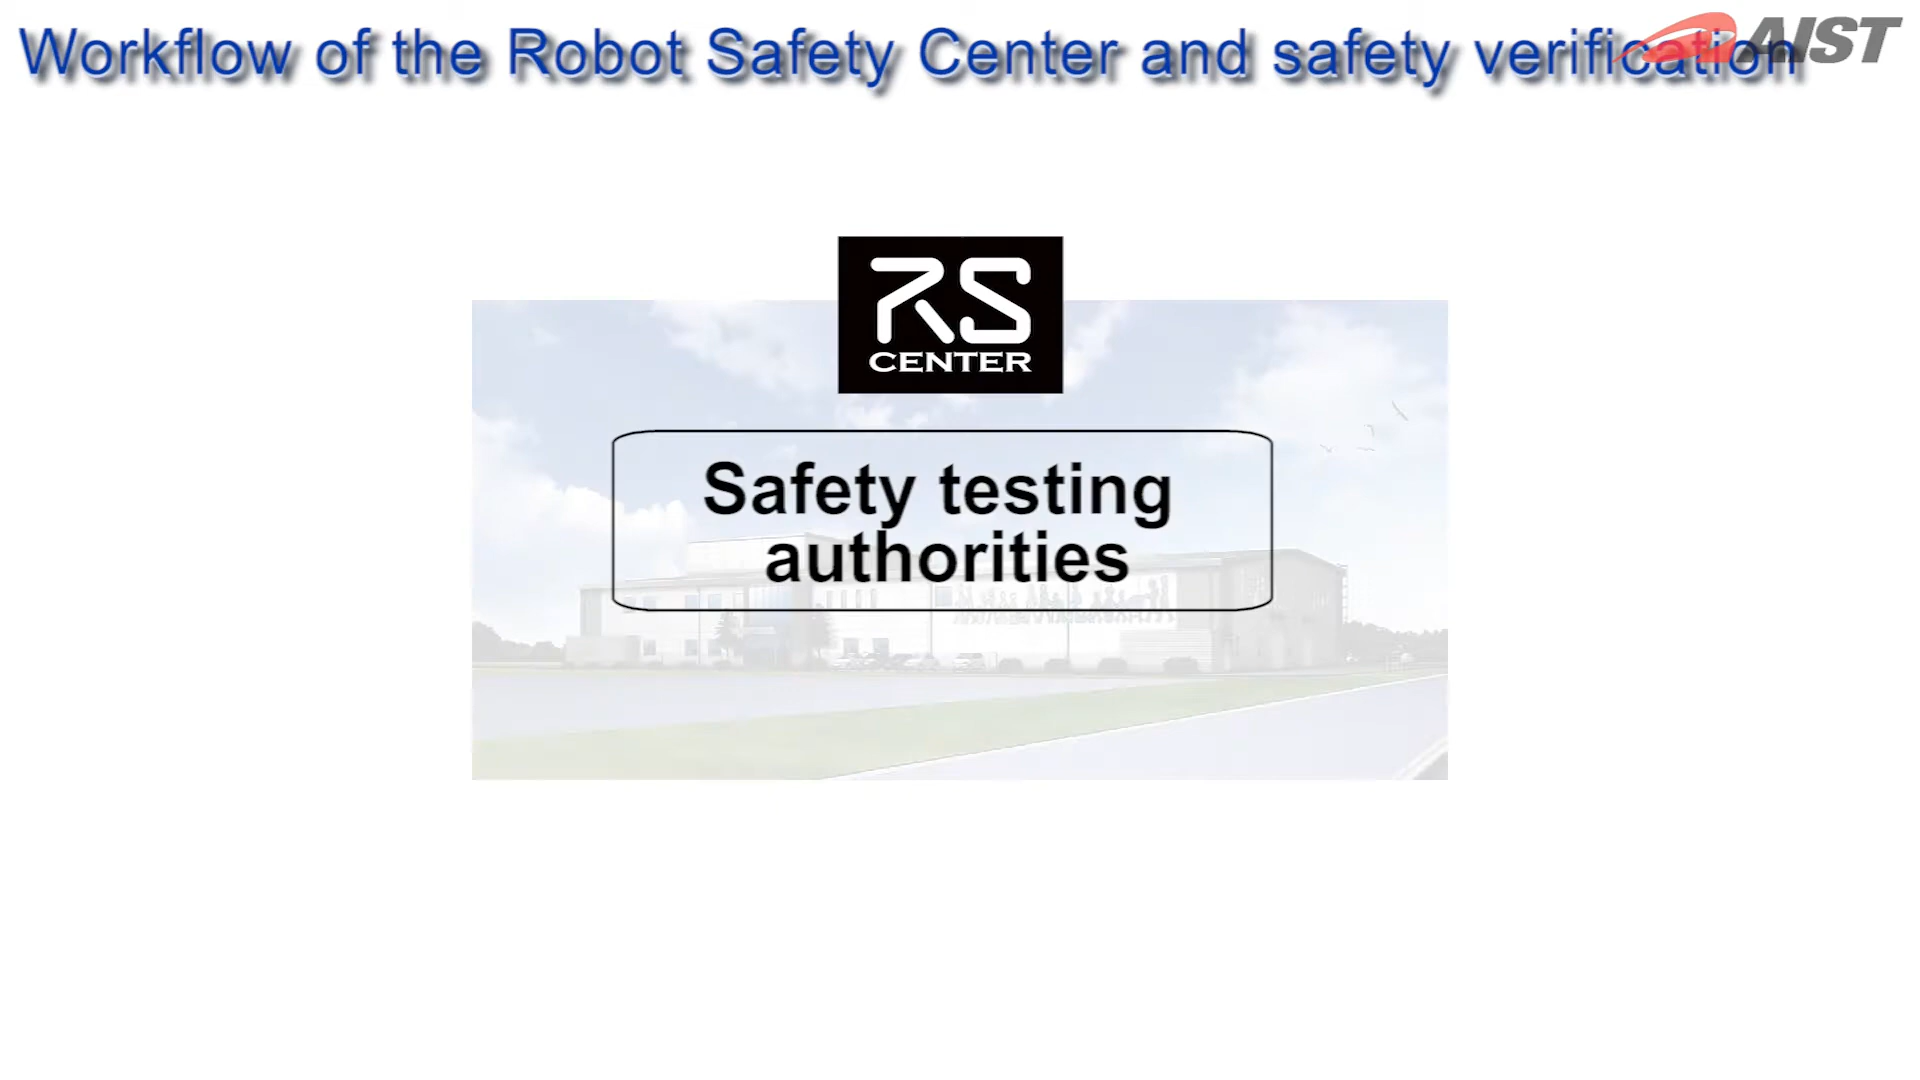 Workflow of the Robot Safety Center and safety verification
AIST
RS
CENTER
Safety testing
authorities